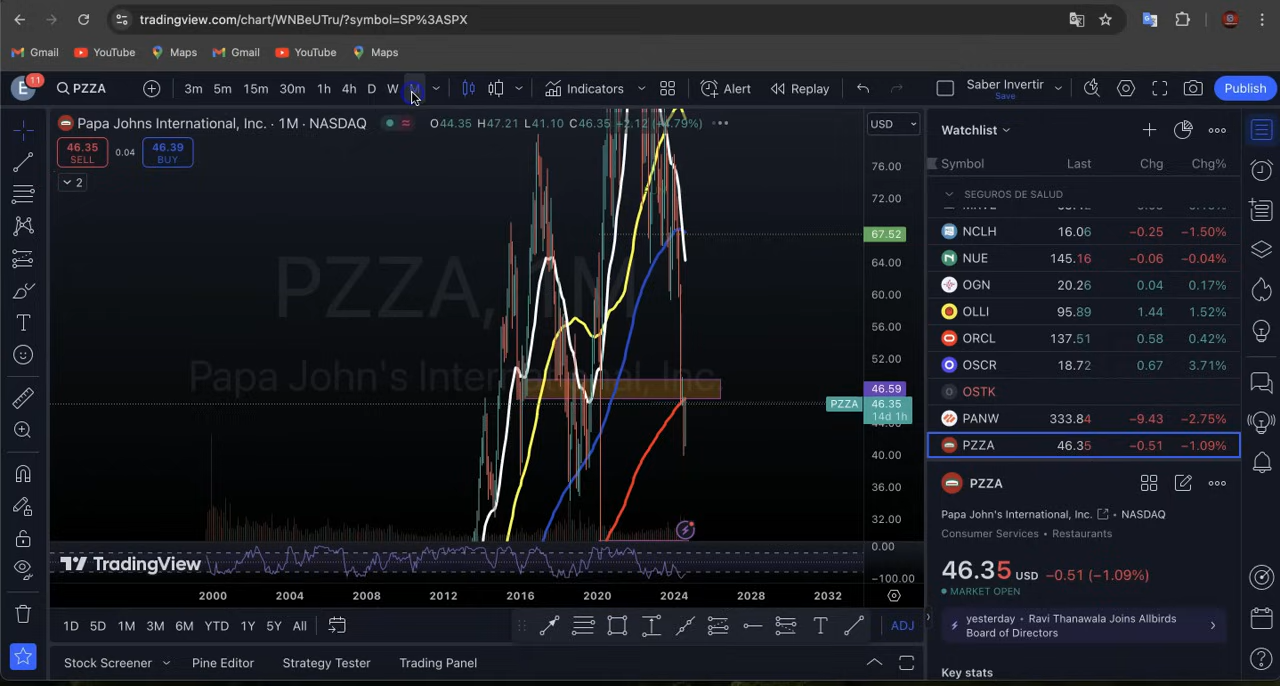 tradingview.com/chart/WNBeUTru/?symbol=SP%3ASPX
Gmail YouTube Maps Gmail YouTube Maps
E 11 PZZA 3m 5m 15m 30m 1h 4h D W M Indicators Alert Replay Saber Invertir Save Publish
Papa Johns International, Inc. · 1M · NASDAQ O44.35 H47.21 L41.10 C46.35 −2.12 USD
46.35 SELL 0.04 46.39 BUY
2
PZZA, 1M
Papa John's International, Inc.
76.00
72.00
67.52
64.00
60.00
56.00
52.00
46.59
PZZA 46.35
14d 1h
44.00
40.00
36.00
32.00
0.00
−100.00
TradingView
2000 2004 2008 2012 2016 2020 2024 2028 2032
1D 5D 1M 3M 6M YTD 1Y 5Y All ADJ
Stock Screener Pine Editor Strategy Tester Trading Panel
Watchlist
Symbol Last Chg Chg%
SEGUROS DE SALUD
NCLH 16.06 −0.25 −1.50%
NUE 145.16 −0.06 −0.04%
OGN 20.26 0.04 0.17%
OLLI 95.89 1.44 1.52%
ORCL 137.51 0.58 0.42%
OSCR 18.72 0.67 3.71%
OSTK
PANW 333.84 −9.43 −2.75%
PZZA 46.35 −0.51 −1.09%
PZZA
Papa John's International, Inc. • NASDAQ
Consumer Services • Restaurants
46.35 USD −0.51 (−1.09%)
MARKET OPEN
yesterday • Ravi Thanawala Joins Allbirds
Board of Directors
Key stats